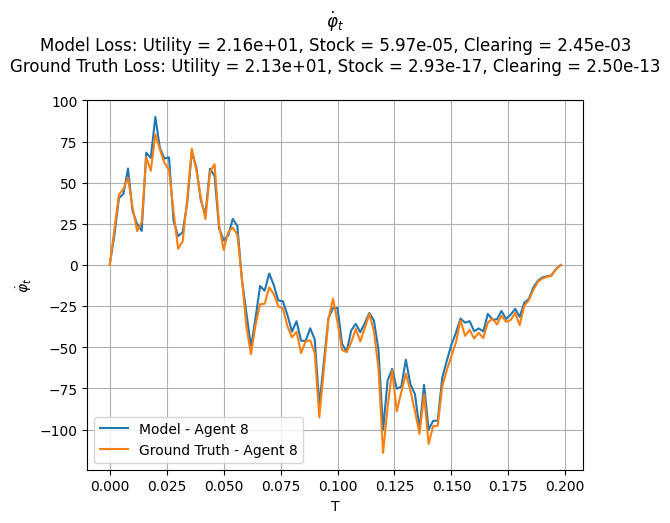 φ̇_t
Model Loss: Utility = 2.16e+01, Stock = 5.97e-05, Clearing = 2.45e-03
Ground Truth Loss: Utility = 2.13e+01, Stock = 2.93e-17, Clearing = 2.50e-13
100
75
50
25
0
−25
−50
−75
−100
φ̇_t
Model - Agent 8
Ground Truth - Agent 8
0.000 0.025 0.050 0.075 0.100 0.125 0.150 0.175 0.200
T